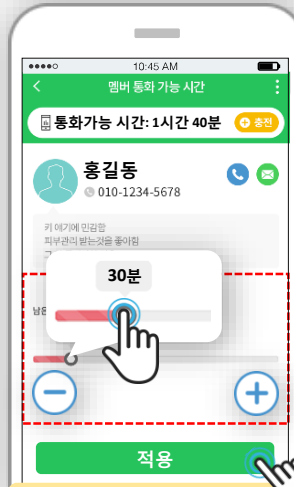 10:45 AM
멤버 통화 가능 시간
통화가능 시간: 1시간 40분
충전
홍길동
010-1234-5678
키 얘기에 민감함
피부관리 받는것을 좋아함
30분
적용